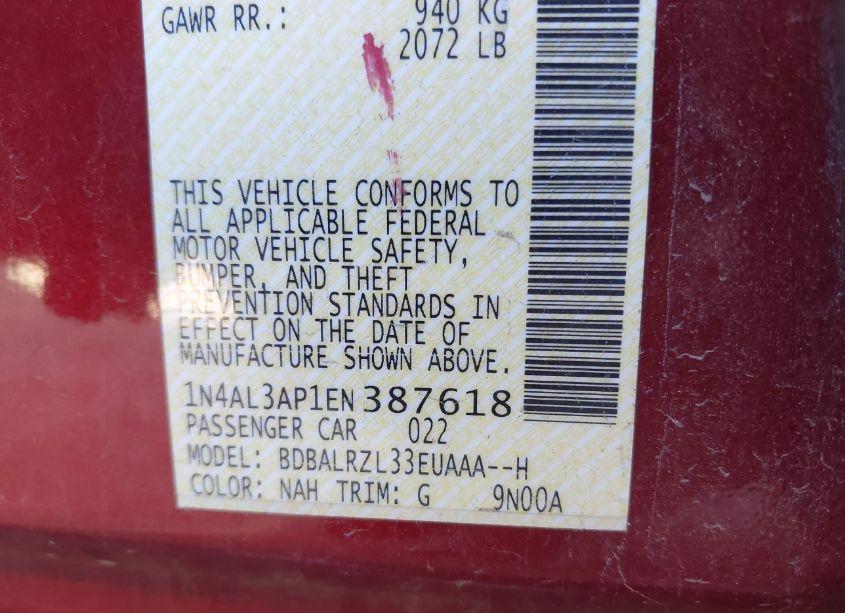 GAWR RR.: 940 KG
2072 LB
THIS VEHICLE CONFORMS TO
ALL APPLICABLE FEDERAL
MOTOR VEHICLE SAFETY,
BUMPER, AND THEFT
PREVENTION STANDARDS IN
EFFECT ON THE DATE OF
MANUFACTURE SHOWN ABOVE.
1N4AL3AP1EN387618
PASSENGER CAR 022
MODEL: BDBALRZL33EUAAA--H
COLOR: NAH TRIM: G 9N00A